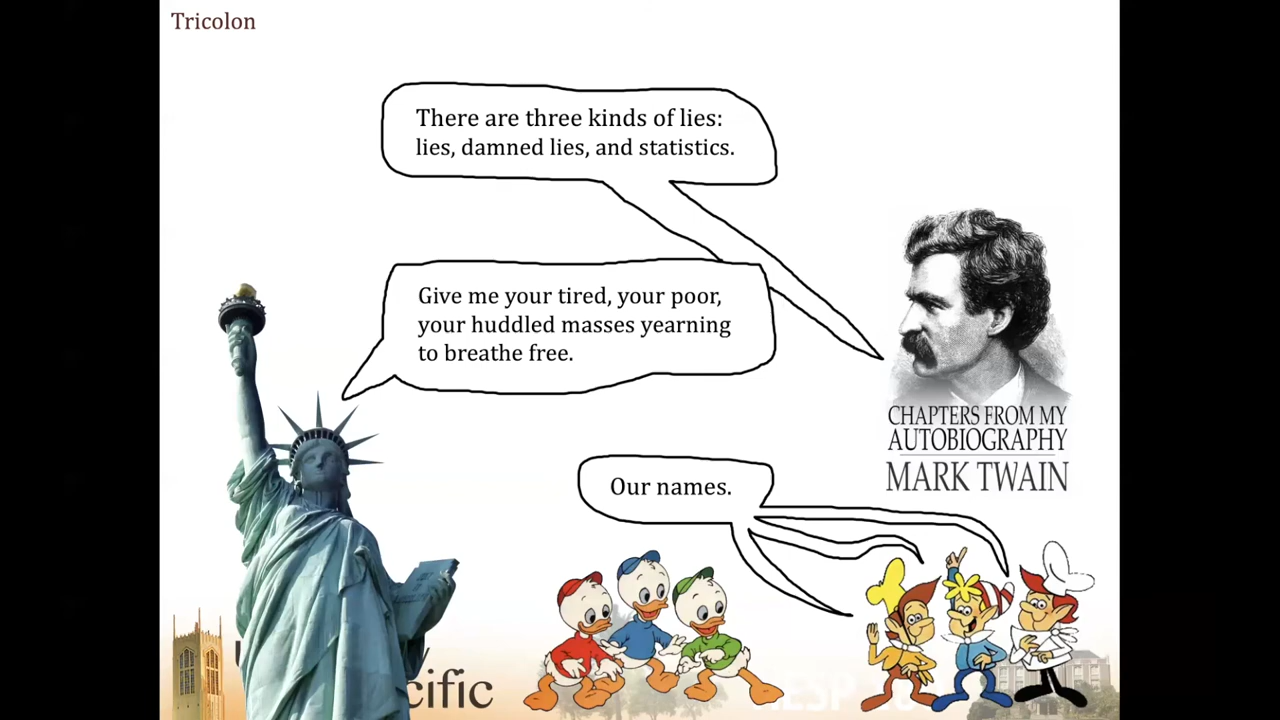 Tricolon
There are three kinds of lies:
lies, damned lies, and statistics.
Give me your tired, your poor,
your huddled masses yearning
to breathe free.
CHAPTERS FROM MY
AUTOBIOGRAPHY
MARK TWAIN
Our names.
cific